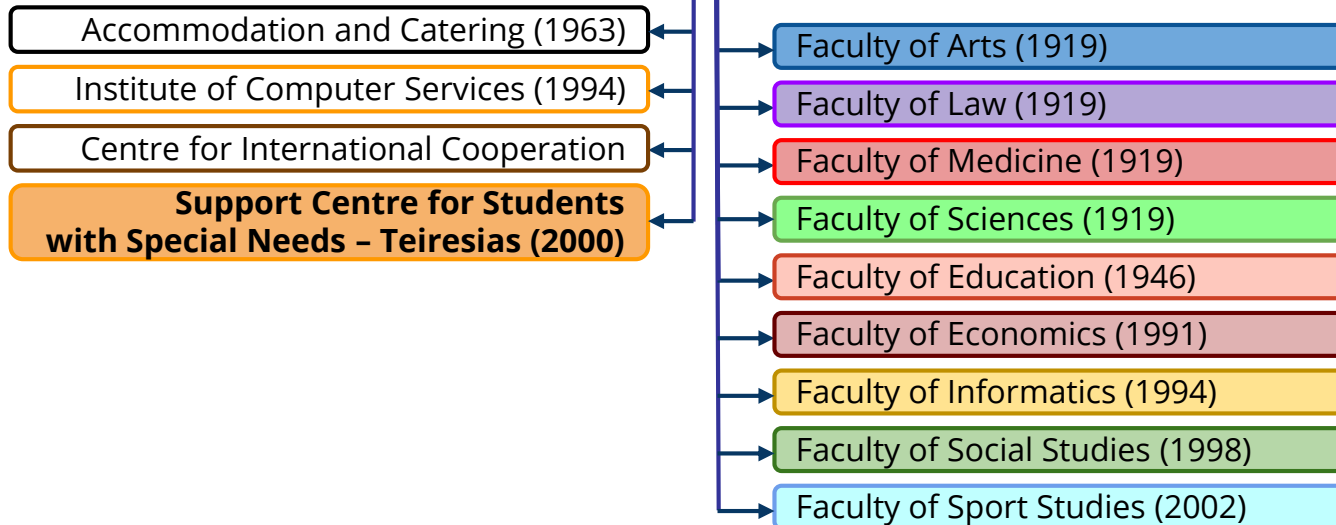 Accommodation and Catering (1963)
Institute of Computer Services (1994)
Centre for International Cooperation
Support Centre for Students
with Special Needs – Teiresias (2000)
Faculty of Arts (1919)
Faculty of Law (1919)
Faculty of Medicine (1919)
Faculty of Sciences (1919)
Faculty of Education (1946)
Faculty of Economics (1991)
Faculty of Informatics (1994)
Faculty of Social Studies (1998)
Faculty of Sport Studies (2002)